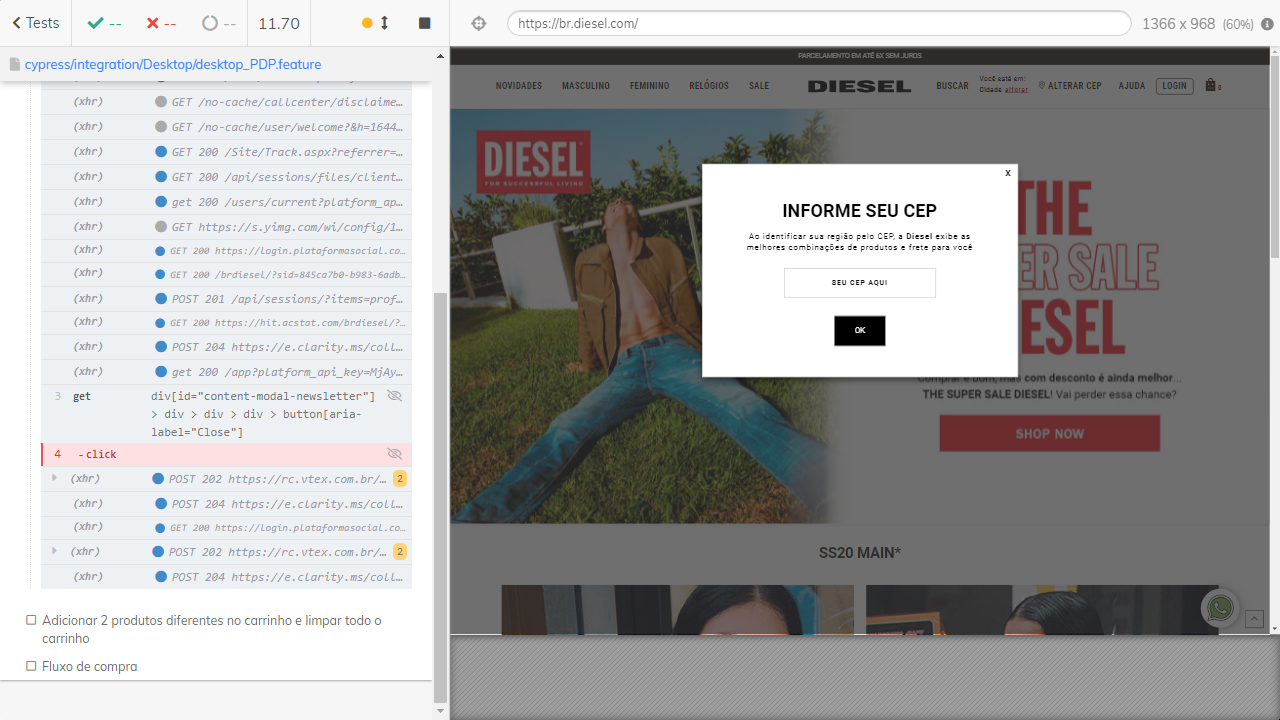 Tests
--
--
--
11.70
https://br.diesel.com/
1366 x 968 (60%)
cypress/integration/Desktop/desktop_PDP.feature
(xhr) GET /no-cache/callcenter/disclaime...
(xhr) GET /no-cache/user/welcome?&h=1644...
(xhr) GET 200 /Site/Track.aspx?referrer=...
(xhr) GET 200 /api/sessions/files/client...
(xhr) get 200 /users/current?platform_ap...
(xhr) GET https://s.yimg.com/wi/config/1...
(xhr) GET 200 https://login.plataformasocial.co...
(xhr) GET 200 /brdiesel/?sid=845ca7b0-b983-6adb...
(xhr) POST 201 /api/sessions/?items=prof...
(xhr) GET 200 https://hit.acstat.com/brdiesel/?...
(xhr) POST 204 https://e.clarity.ms/coll...
(xhr) get 200 /app?platform_api_key=MjAy...
3 get div[id="content-modal-newsletter"]
> div > div > div > button[aria-
label="Close"]
4 -click
(xhr) POST 202 https://rc.vtex.com.br/... 2
(xhr) POST 204 https://e.clarity.ms/coll...
(xhr) GET 200 https://login.plataformasocial.co...
(xhr) POST 202 https://rc.vtex.com.br/... 2
(xhr) POST 204 https://e.clarity.ms/coll...
Adicionar 2 produtos diferentes no carrinho e limpar todo o
carrinho
Fluxo de compra
PARCELAMENTO EM ATÉ 6X SEM JUROS
NOVIDADES MASCULINO FEMININO RELÓGIOS SALE DIESEL BUSCAR Você está em: ALTERAR CEP AJUDA LOGIN 0
Cidade alterar
DIESEL
FOR SUCCESSFUL LIVING
X
INFORME SEU CEP
Ao identificar sua região pelo CEP, a Diesel exibe as
melhores combinações de produtos e frete para você
SEU CEP AQUI
OK
THE
ER SALE
ESEL
Comprar é bom, mas com desconto é ainda melhor...
THE SUPER SALE DIESEL! Vai perder essa chance?
SHOP NOW
SS20 MAIN*